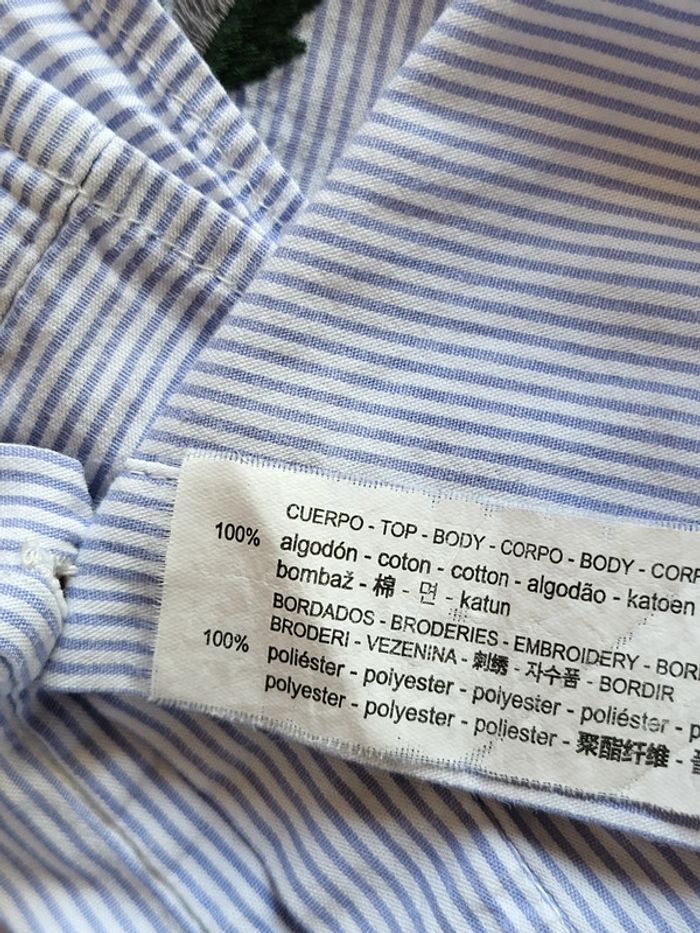 CUERPO - TOP - BODY - CORPO - BODY - CORP
100% algodón - coton - cotton - algodão - katoen
bombaž - 棉 - 면 - katun
BORDADOS - BRODERIES - EMBROIDERY - BOR
BRODERI - VEZENINA - 刺绣 - 자수품 - BORDIR
100% poliéster - polyester - polyester - poliéster - p
polyester - polyester - poliester - 聚酯纤维 -